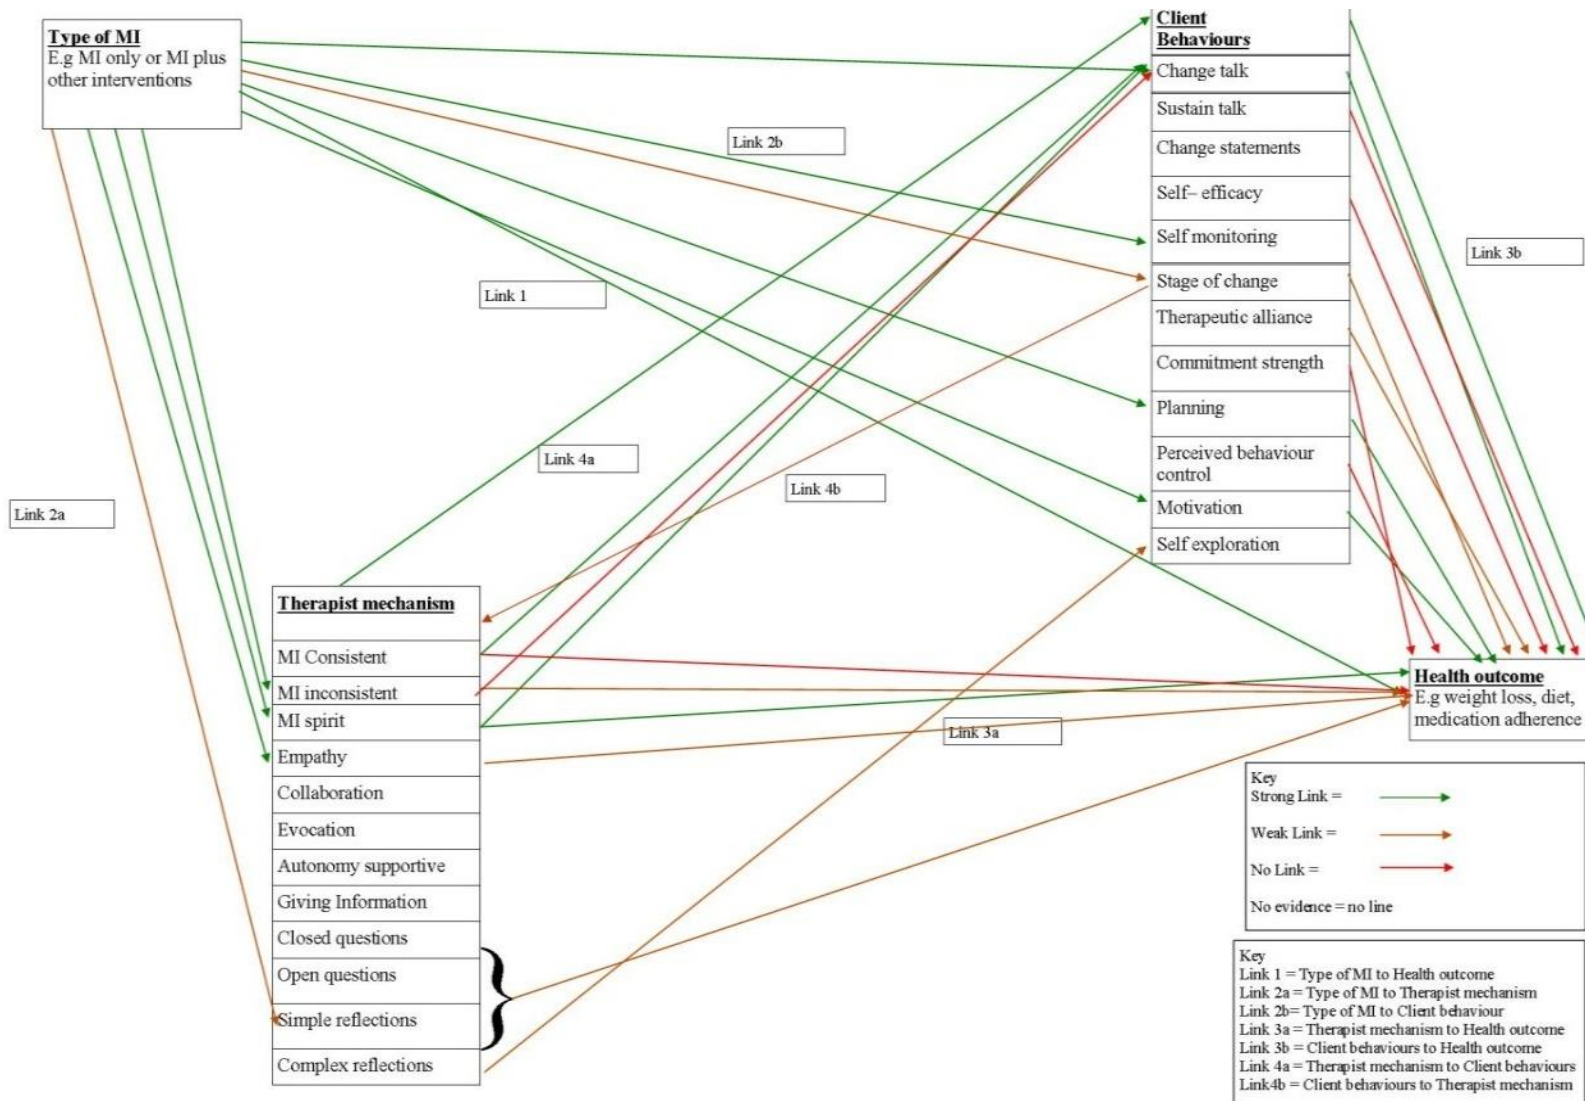 Type of MI
E.g MI only or MI plus
other interventions
Client
Behaviours
Change talk
Sustain talk
Change statements
Self– efficacy
Self monitoring
Stage of change
Therapeutic alliance
Commitment strength
Planning
Perceived behaviour
control
Motivation
Self exploration
Link 2b
Link 3b
Link 1
Link 4a
Link 4b
Link 2a
Therapist mechanism
MI Consistent
MI inconsistent
MI spirit
Empathy
Collaboration
Evocation
Autonomy supportive
Giving Information
Closed questions
Open questions
Simple reflections
Complex reflections
Link 3a
Health outcome
E.g weight loss, diet,
medication adherence
Key
Strong Link =
Weak Link =
No Link =
No evidence = no line
Key
Link 1 = Type of MI to Health outcome
Link 2a = Type of MI to Therapist mechanism
Link 2b= Type of MI to Client behaviour
Link 3a = Therapist mechanism to Health outcome
Link 3b = Client behaviours to Health outcome
Link 4a = Therapist mechanism to Client behaviours
Link4b = Client behaviours to Therapist mechanism